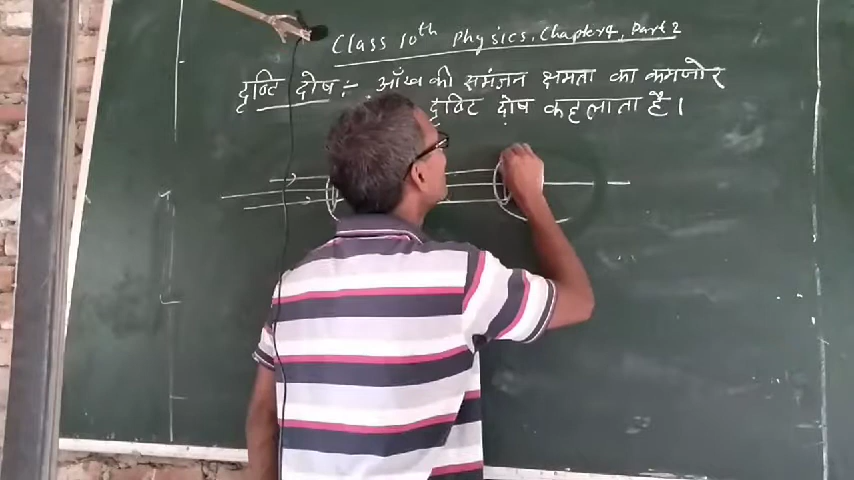 Class 10th Physics, Chapter 4, Part 2
दृष्टि दोष ÷ आँख की समंजन क्षमता का कमजोर
दृष्टि दोष कहलाता है।